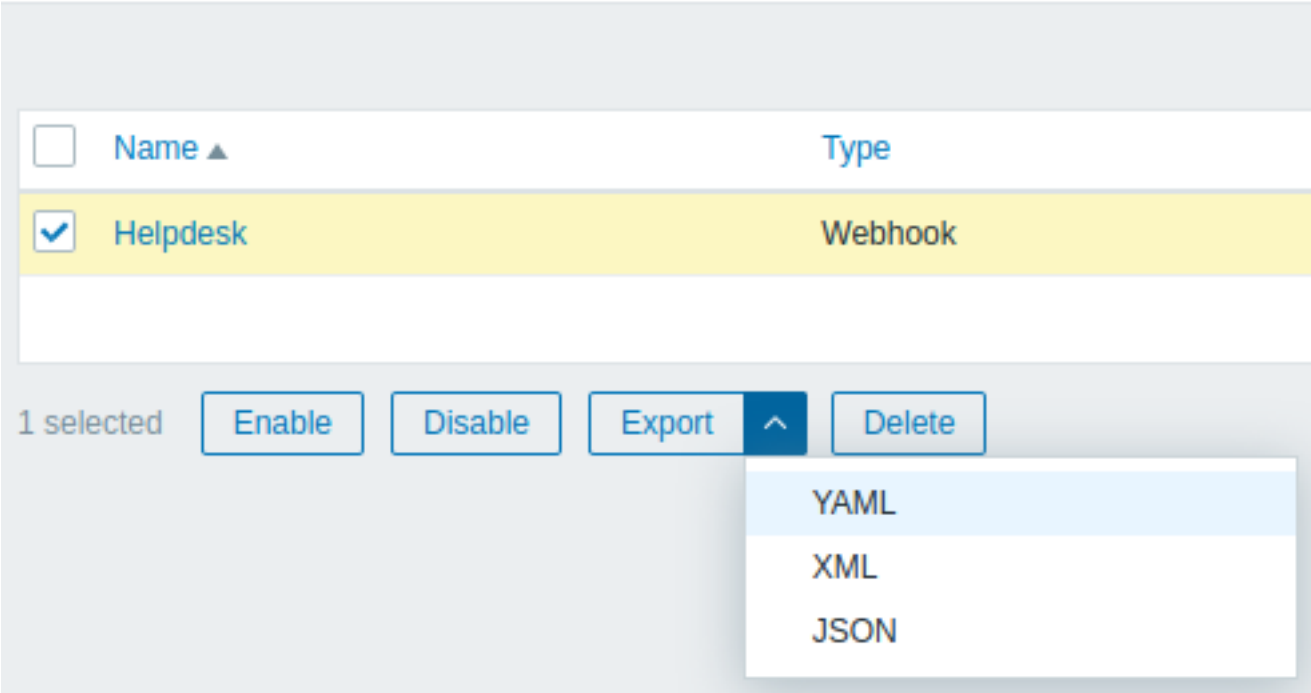 Name Type
Helpdesk Webhook
1 selected Enable Disable Export Delete
YAML
XML
JSON